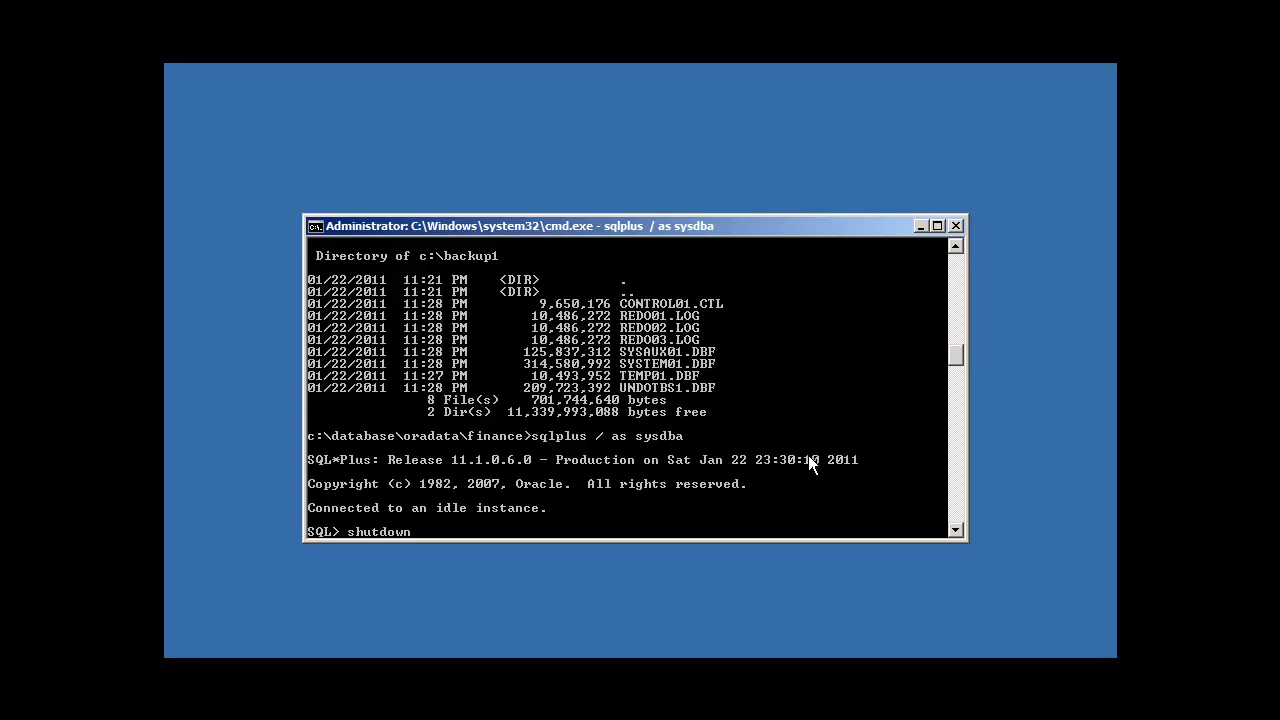 Administrator: C:\Windows\system32\cmd.exe - sqlplus / as sysdba
Directory of c:\backup1
01/22/2011 11:21 PM <DIR> .
01/22/2011 11:21 PM <DIR> ..
01/22/2011 11:28 PM 9,650,176 CONTROL01.CTL
01/22/2011 11:28 PM 10,486,272 REDO01.LOG
01/22/2011 11:28 PM 10,486,272 REDO02.LOG
01/22/2011 11:28 PM 10,486,272 REDO03.LOG
01/22/2011 11:28 PM 125,837,312 SYSAUX01.DBF
01/22/2011 11:28 PM 314,580,992 SYSTEM01.DBF
01/22/2011 11:27 PM 10,493,952 TEMP01.DBF
01/22/2011 11:28 PM 209,723,392 UNDOTBS1.DBF
8 File(s) 701,744,640 bytes
2 Dir(s) 11,339,993,088 bytes free
c:\database\oradata\finance>sqlplus / as sysdba
SQL*Plus: Release 11.1.0.6.0 - Production on Sat Jan 22 2011
Copyright (c) 1982, 2007, Oracle. All rights reserved.
Connected to an idle instance.
SQL> shutdown